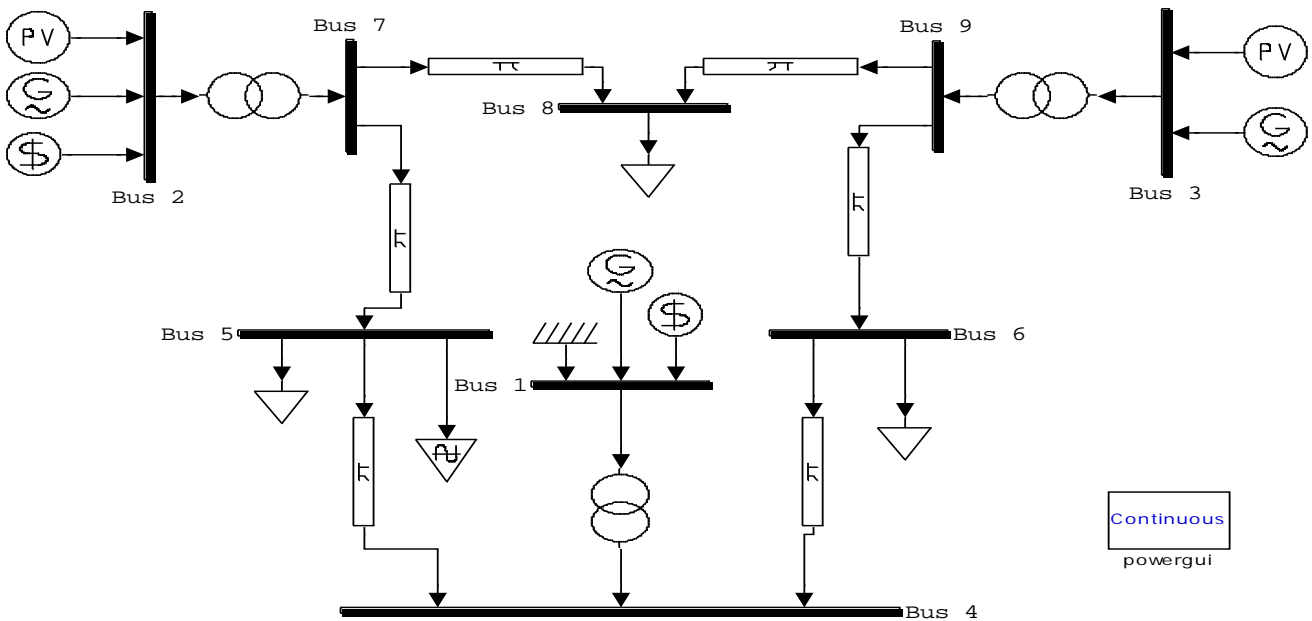 Bus 7
Bus 9
PV
PV
π
π
G
Bus 8
G
$
Bus 2
Bus 3
π
π
G
$
Bus 5
Bus 6
Bus 1
π
π
Continuous
powergui
Bus 4